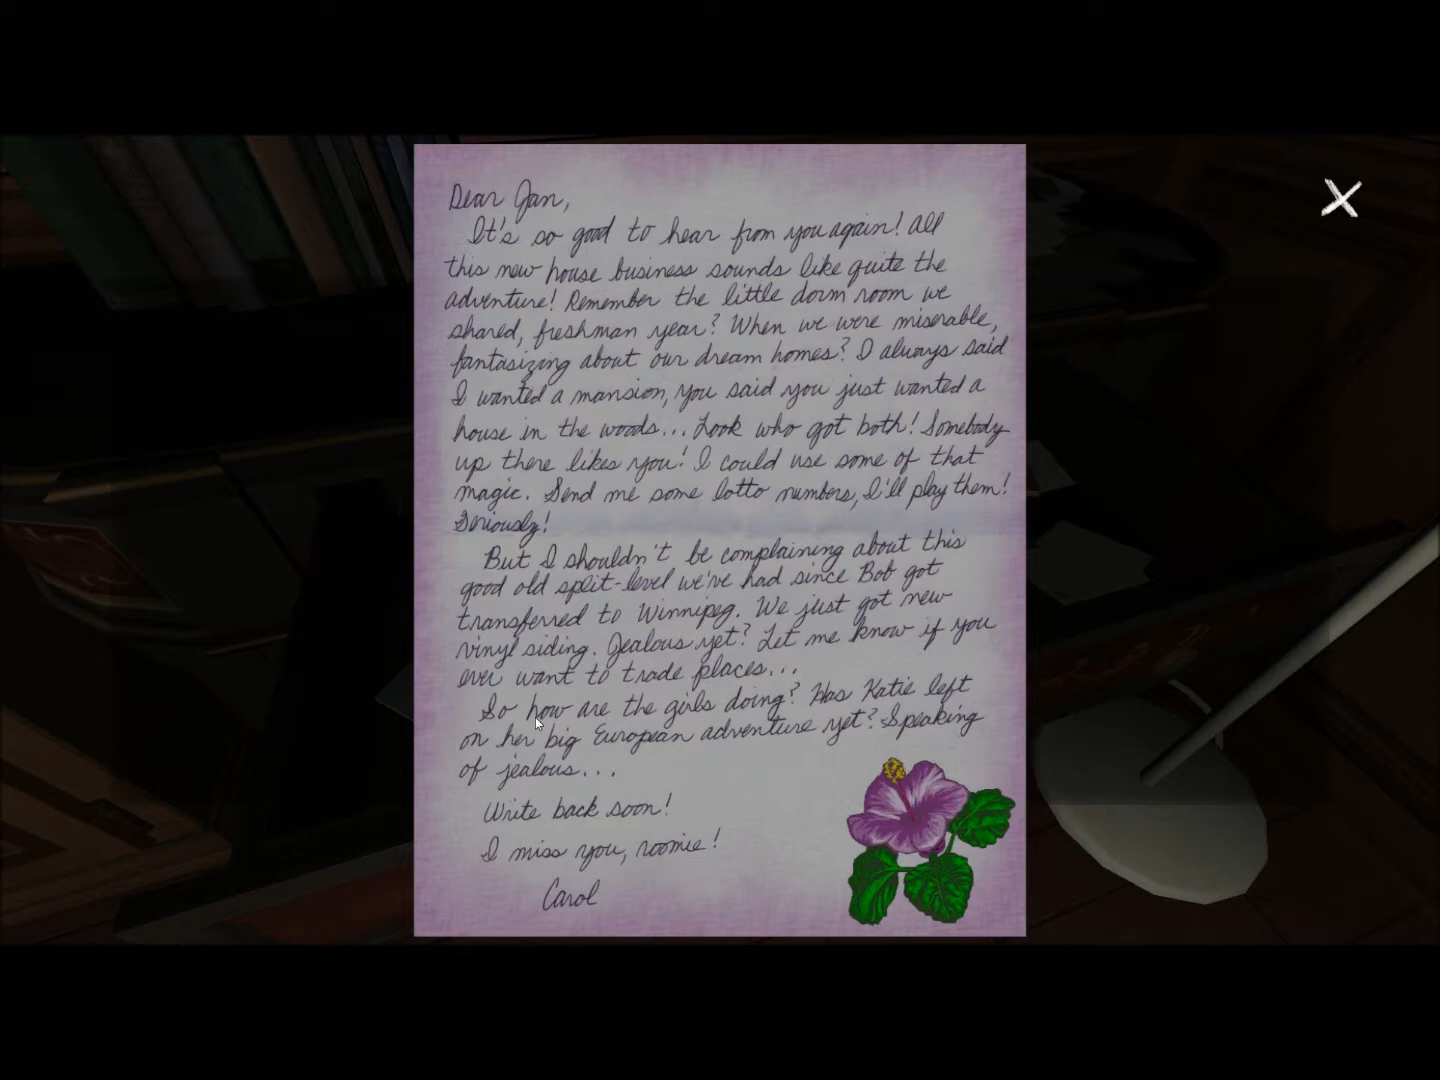 Dear Jan,
It's so good to hear from you again! All
this new house business sounds like quite the
adventure! Remember the little dorm room we
shared, freshman year? When we were miserable,
fantasizing about our dream homes? I always said
I wanted a mansion, you said you just wanted a
house in the woods... Look who got both! Somebody
up there likes you! I could use some of that
magic. Send me some lotto numbers, I'll play them!
Seriously!
But I shouldn't be complaining about this
good old split-level we've had since Bob got
transferred to Winnipeg. We just got new
vinyl siding. Jealous yet? Let me know if you
ever want to trade places...
So how are the girls doing? Has Katie left
on her big European adventure yet? Speaking
of jealous...
Write back soon!
I miss you, roomie!
Carol